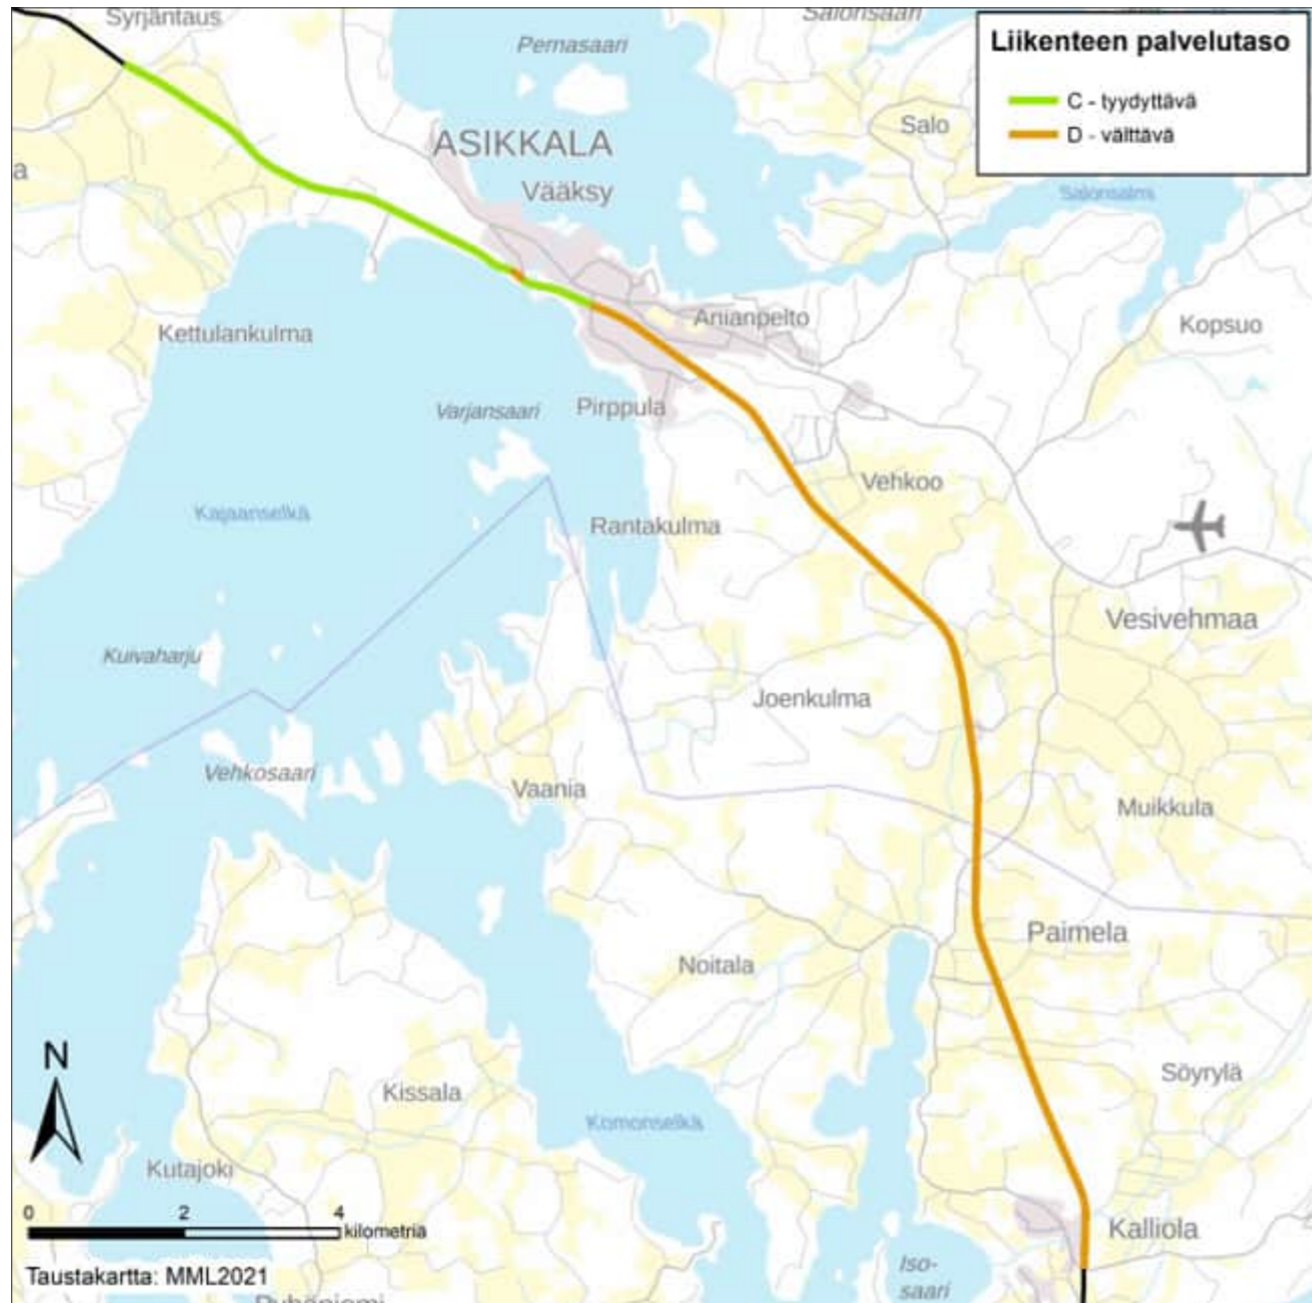 Syrjäntaus
Salonsaari
Pernasaari
Liikenteen palvelutaso
C - tyydyttävä
D - välttävä
ASIKKALA
Vääksy
Salo
a
Salonsalmi
Kettulankulma
Anianpelto
Kopsuo
Varjansaari
Pirppula
Vehkoo
Kajaanselkä
Rantakulma
Vesivehmaa
Kuivaharju
Joenkulma
Vehkosaari
Vaania
Muikkula
Paimela
Noitala
N
Kissala
Söyrylä
Komonselkä
Kutajoki
0 2 4
kilometriä
Kalliola
Iso-
saari
Taustakartta: MML2021